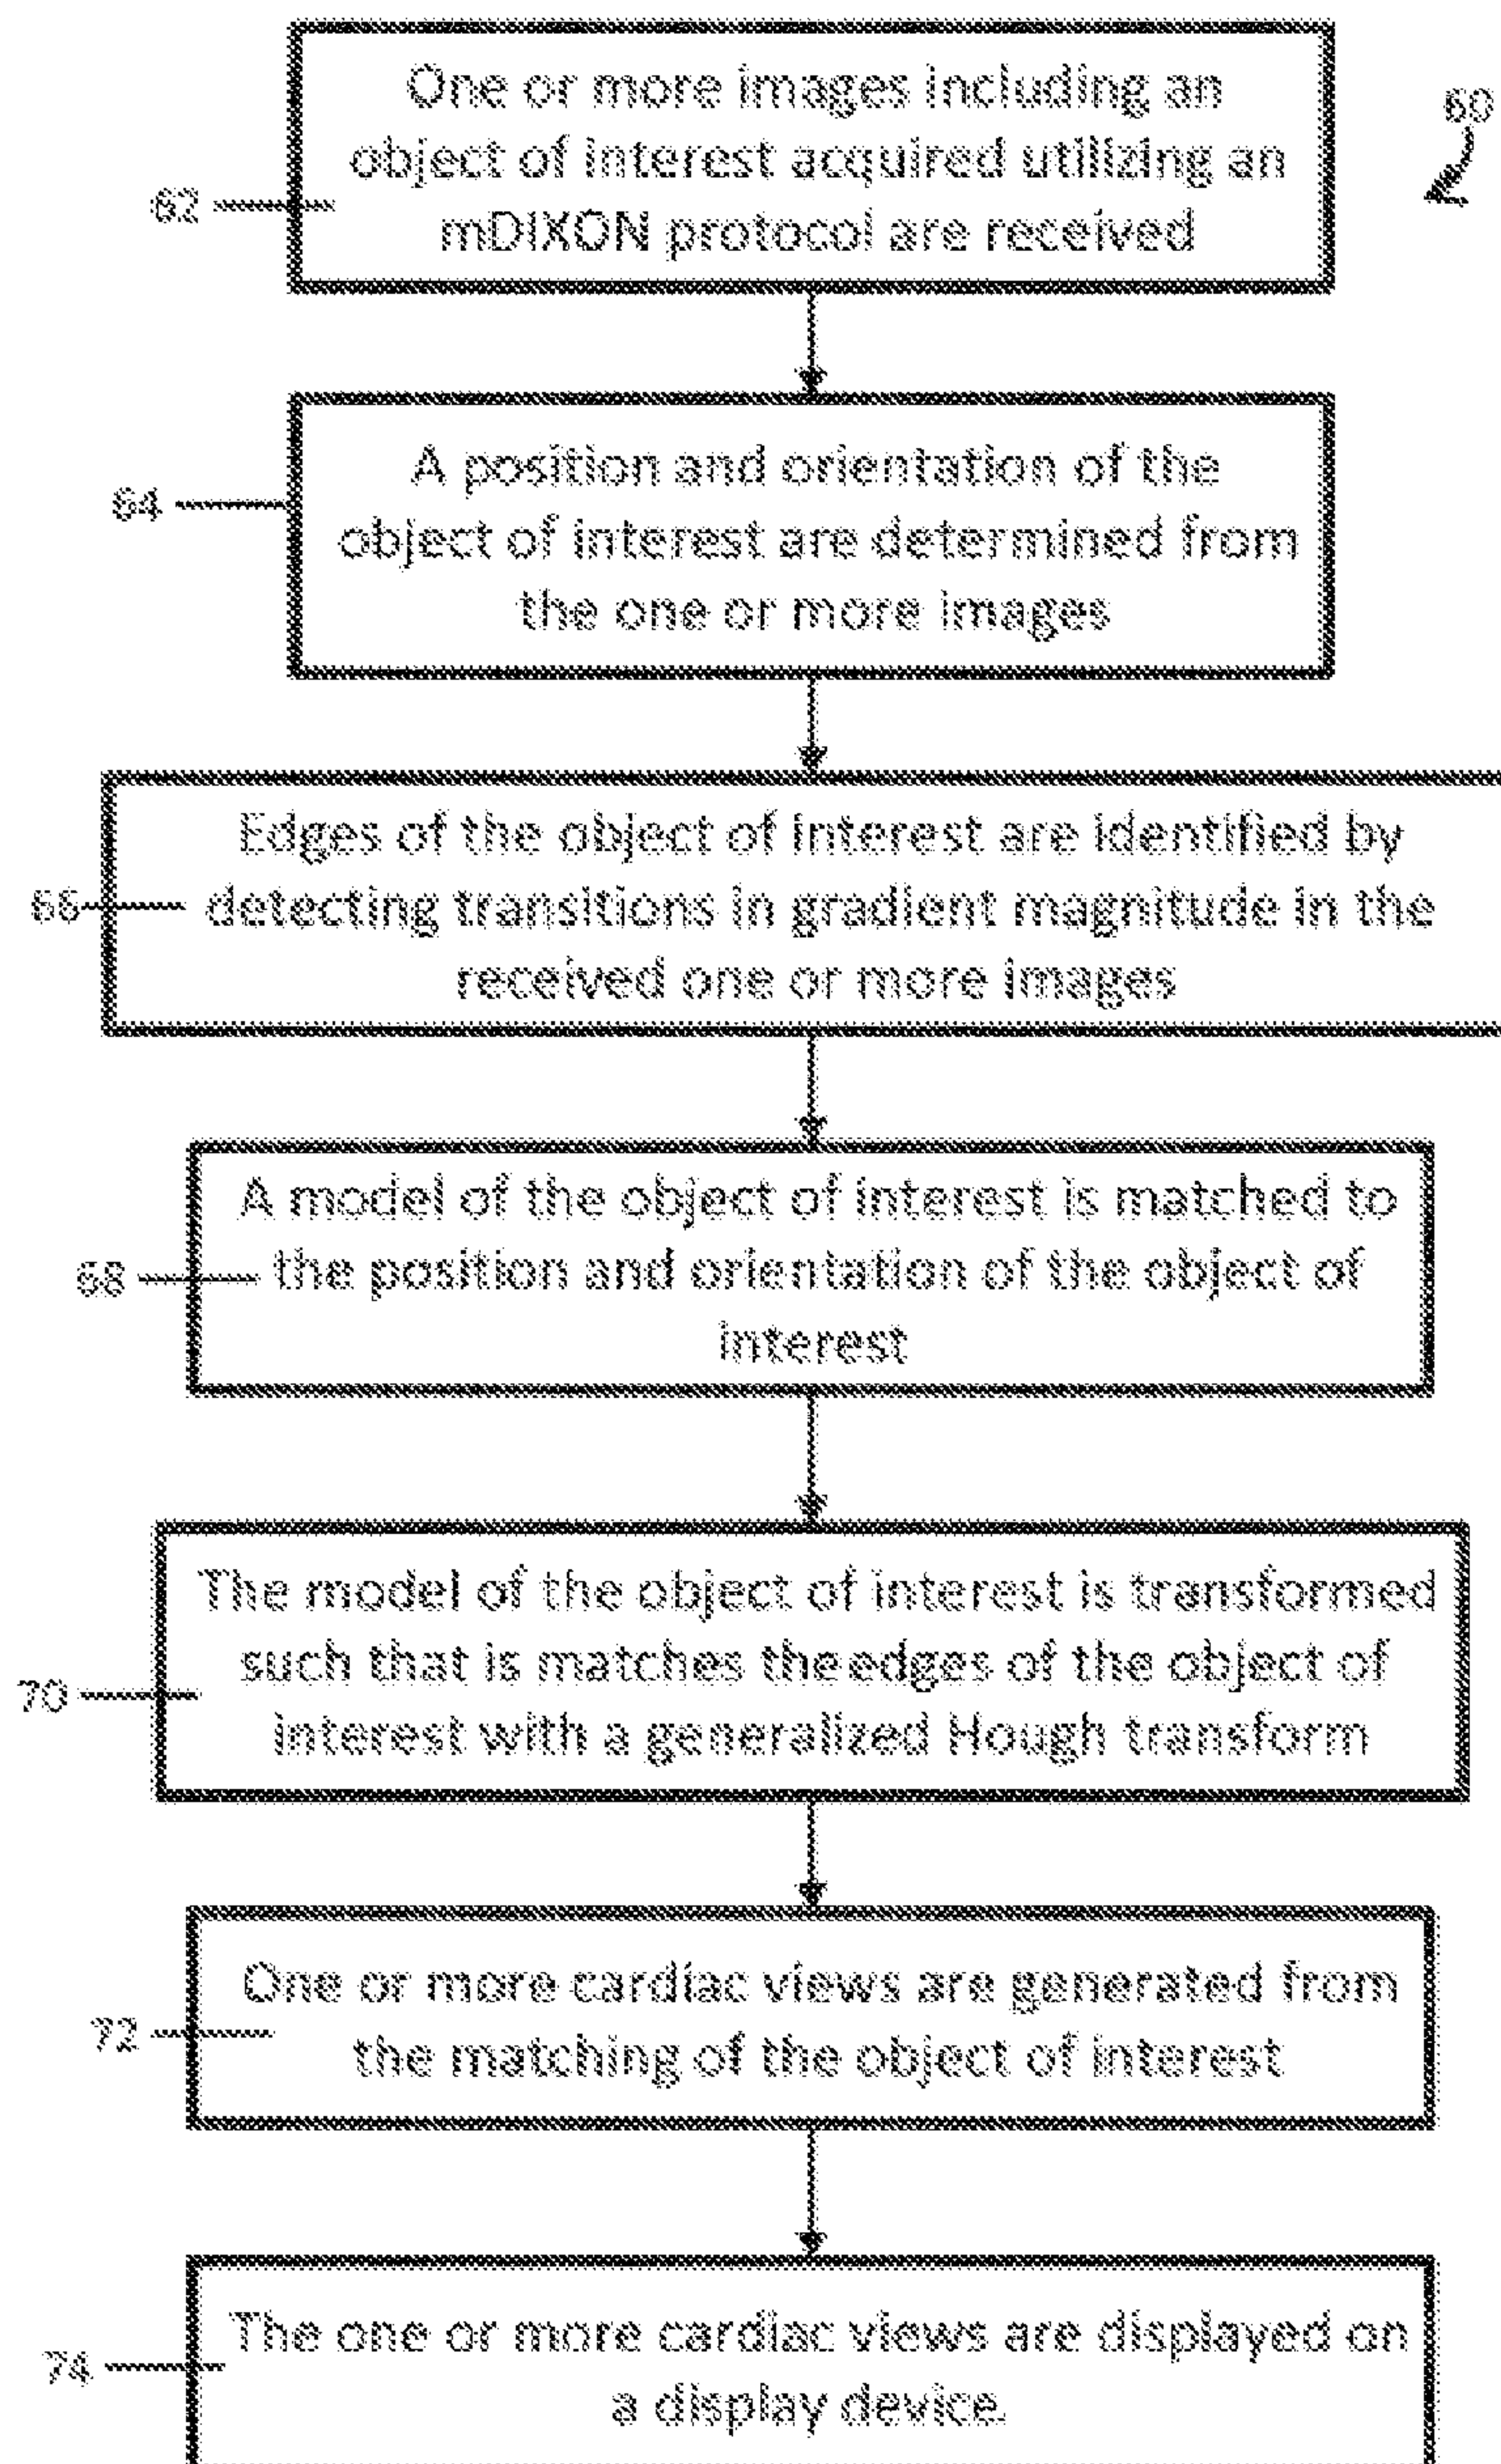 One or more images including an
60
object of interest acquired utilizing an
62
mDIXON protocol are received
A position and orientation of the
64
object of interest are determined from
the one or more images
Edges of the object of interest are identified by
66
detecting transitions in gradient magnitude in the
received one or more images
A model of the object of interest is matched to
68
the position and orientation of the object of
interest
The model of the object of interest is transformed
such that is matches the edges of the object of
70
interest with a generalized Hough transform
One or more cardiac views are generated from
72
the matching of the object of interest
The one or more cardiac views are displayed on
74
a display device.